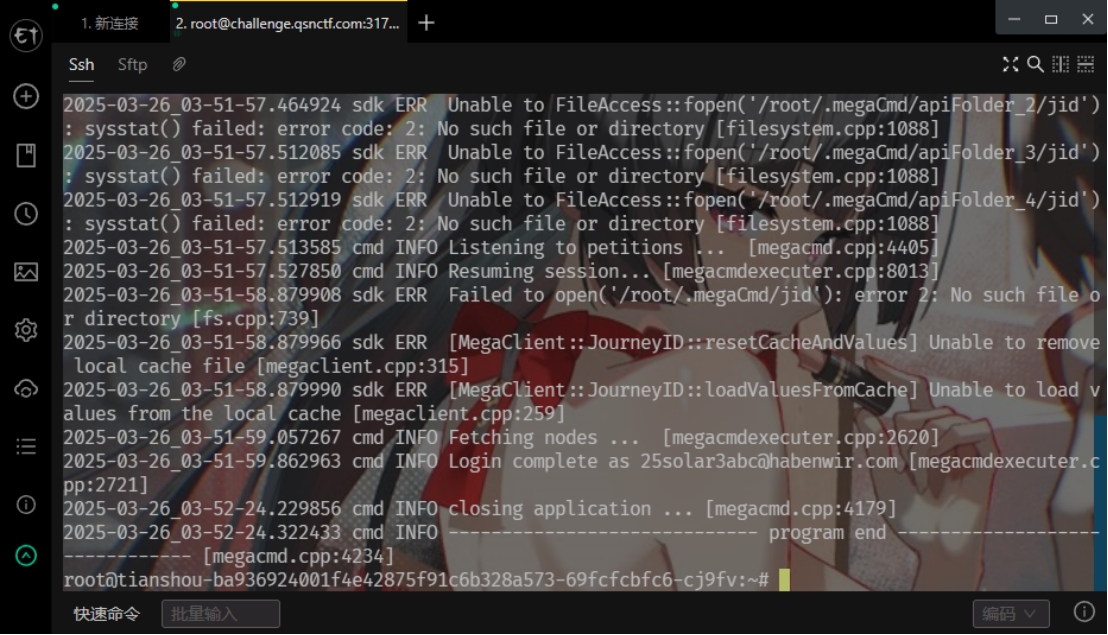 1. 新连接
2. root@challenge.qsnctf.com:317...
Ssh
Sftp
2025-03-26_03-51-57.464924 sdk ERR  Unable to FileAccess::fopen('/root/.megaCmd/apiFolder_2/jid')
: sysstat() failed: error code: 2: No such file or directory [filesystem.cpp:1088]
2025-03-26_03-51-57.512085 sdk ERR  Unable to FileAccess::fopen('/root/.megaCmd/apiFolder_3/jid')
: sysstat() failed: error code: 2: No such file or directory [filesystem.cpp:1088]
2025-03-26_03-51-57.512919 sdk ERR  Unable to FileAccess::fopen('/root/.megaCmd/apiFolder_4/jid')
: sysstat() failed: error code: 2: No such file or directory [filesystem.cpp:1088]
2025-03-26_03-51-57.513585 cmd INFO Listening to petitions ...  [megacmd.cpp:4405]
2025-03-26_03-51-57.527850 cmd INFO Resuming session... [megacmdexecuter.cpp:8013]
2025-03-26_03-51-58.879908 sdk ERR  Failed to open('/root/.megaCmd/jid'): error 2: No such file o
r directory [fs.cpp:739]
2025-03-26_03-51-58.879966 sdk ERR  [MegaClient::JourneyID::resetCacheAndValues] Unable to remove
 local cache file [megaclient.cpp:315]
2025-03-26_03-51-58.879990 sdk ERR  [MegaClient::JourneyID::loadValuesFromCache] Unable to load v
alues from the local cache [megaclient.cpp:259]
2025-03-26_03-51-59.057267 cmd INFO Fetching nodes ...  [megacmdexecuter.cpp:2620]
2025-03-26_03-51-59.862963 cmd INFO Login complete as 25solar3abc@habenwir.com [megacmdexecuter.c
pp:2721]
2025-03-26_03-52-24.229856 cmd INFO closing application ... [megacmd.cpp:4179]
2025-03-26_03-52-24.322433 cmd INFO ----------------------------- program end -------------------
------------ [megacmd.cpp:4234]
root@tianshou-ba936924001f4e42875f91c6b328a573-69fcfcbfc6-cj9fv:~#
快速命令
批量输入
编码